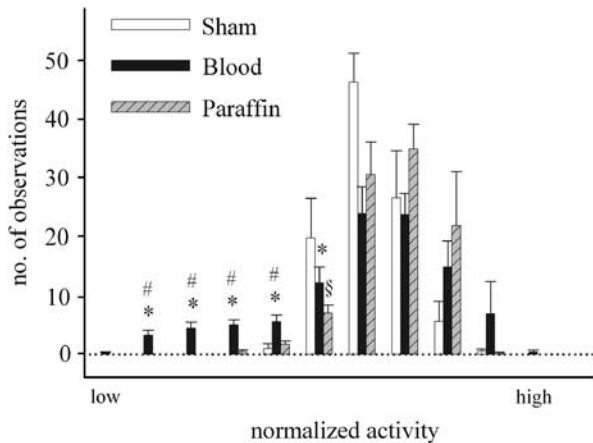 Sham
50
Blood
40
Paraffin
30
20
*
§
# # # #
10
* * * *
0
low high
normalized activity
no. of observations